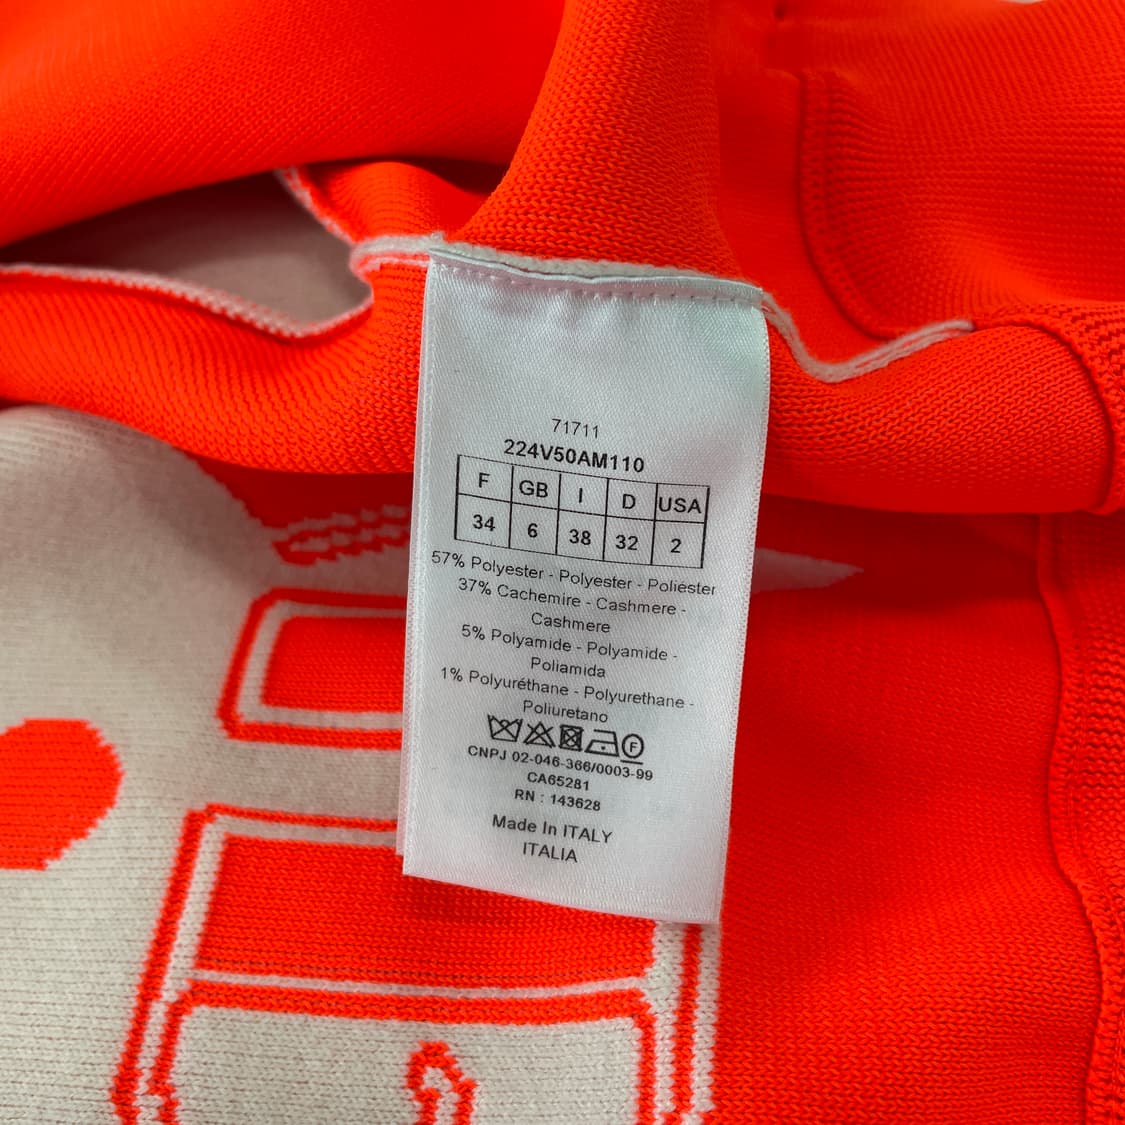 71711
224V50AM110
F GB I D USA
34 6 38 32 2
57% Polyester - Polyester - Poliéster
37% Cachemire - Cashmere -
Cashmere
5% Polyamide - Polyamide -
Poliamida
1% Polyuréthane - Polyurethane -
Poliuretano
F
CNPJ 02-046-366/0003-99
CA65281
RN : 143628
Made In ITALY
ITALIA